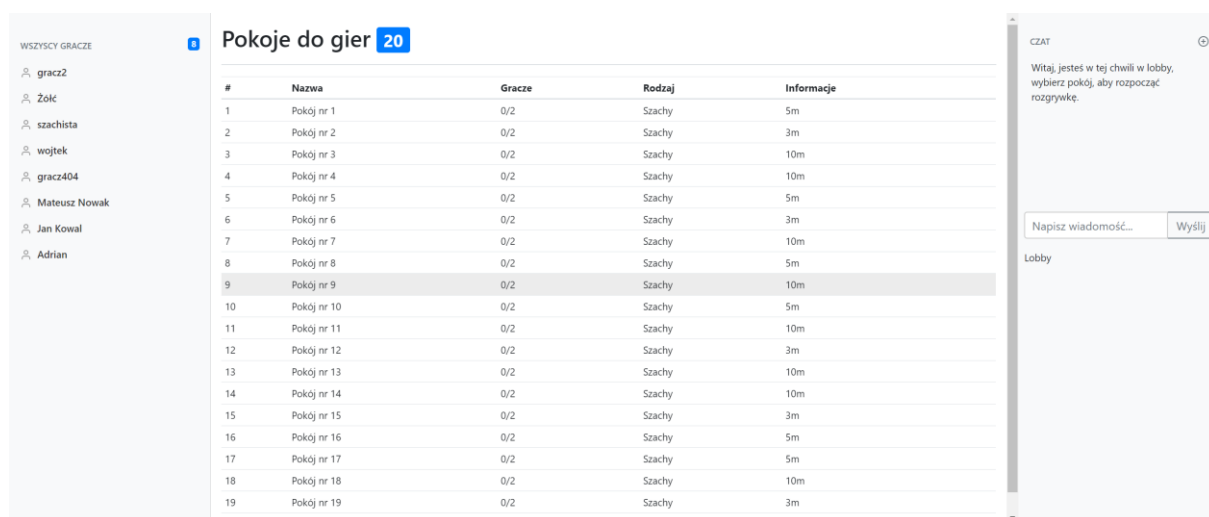 WSZYSCY GRACZE 8
gracz2
Żółć
szachista
wojtek
gracz404
Mateusz Nowak
Jan Kowal
Adrian
Pokoje do gier 20
# Nazwa Gracze Rodzaj Informacje
1 Pokój nr 1 0/2 Szachy 5m
2 Pokój nr 2 0/2 Szachy 3m
3 Pokój nr 3 0/2 Szachy 10m
4 Pokój nr 4 0/2 Szachy 10m
5 Pokój nr 5 0/2 Szachy 5m
6 Pokój nr 6 0/2 Szachy 3m
7 Pokój nr 7 0/2 Szachy 10m
8 Pokój nr 8 0/2 Szachy 5m
9 Pokój nr 9 0/2 Szachy 10m
10 Pokój nr 10 0/2 Szachy 5m
11 Pokój nr 11 0/2 Szachy 10m
12 Pokój nr 12 0/2 Szachy 3m
13 Pokój nr 13 0/2 Szachy 10m
14 Pokój nr 14 0/2 Szachy 10m
15 Pokój nr 15 0/2 Szachy 3m
16 Pokój nr 16 0/2 Szachy 5m
17 Pokój nr 17 0/2 Szachy 5m
18 Pokój nr 18 0/2 Szachy 10m
19 Pokój nr 19 0/2 Szachy 3m
CZAT
Witaj, jesteś w tej chwili w lobby,
wybierz pokój, aby rozpocząć
rozgrywkę.
Napisz wiadomość... Wyślij
Lobby